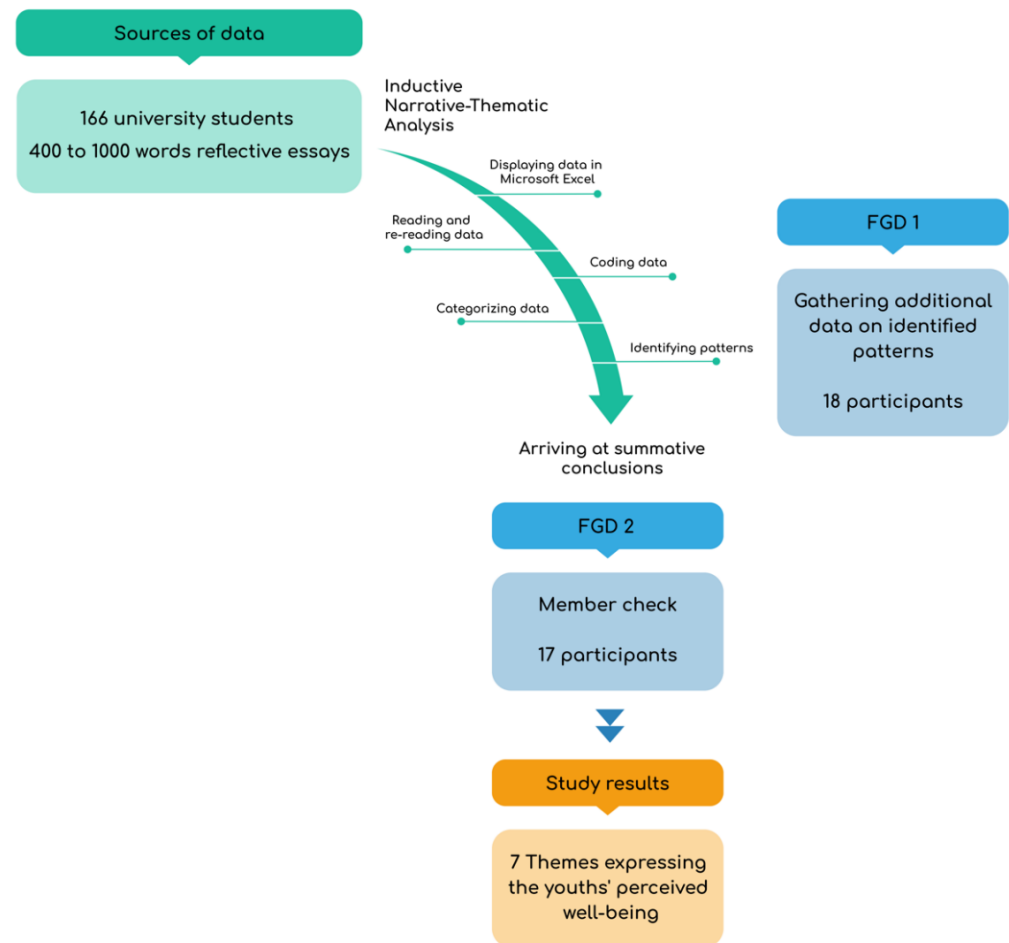 Sources of data
166 university students
400 to 1000 words reflective essays
Inductive
Narrative-Thematic
Analysis
Displaying data in
Microsoft Excel
Reading and
re-reading data
Coding data
Categorizing data
Identifying patterns
Arriving at summative
conclusions
FGD 1
Gathering additional
data on identified
patterns
18 participants
FGD 2
Member check
17 participants
Study results
7 Themes expressing
the youths' perceived
well-being